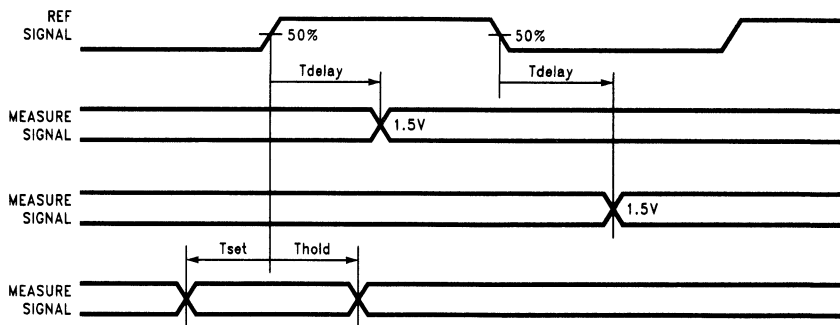 REF
SIGNAL
50%
50%
Tdelay
Tdelay
MEASURE
SIGNAL
1.5V
MEASURE
SIGNAL
1.5V
Tset
Thold
MEASURE
SIGNAL